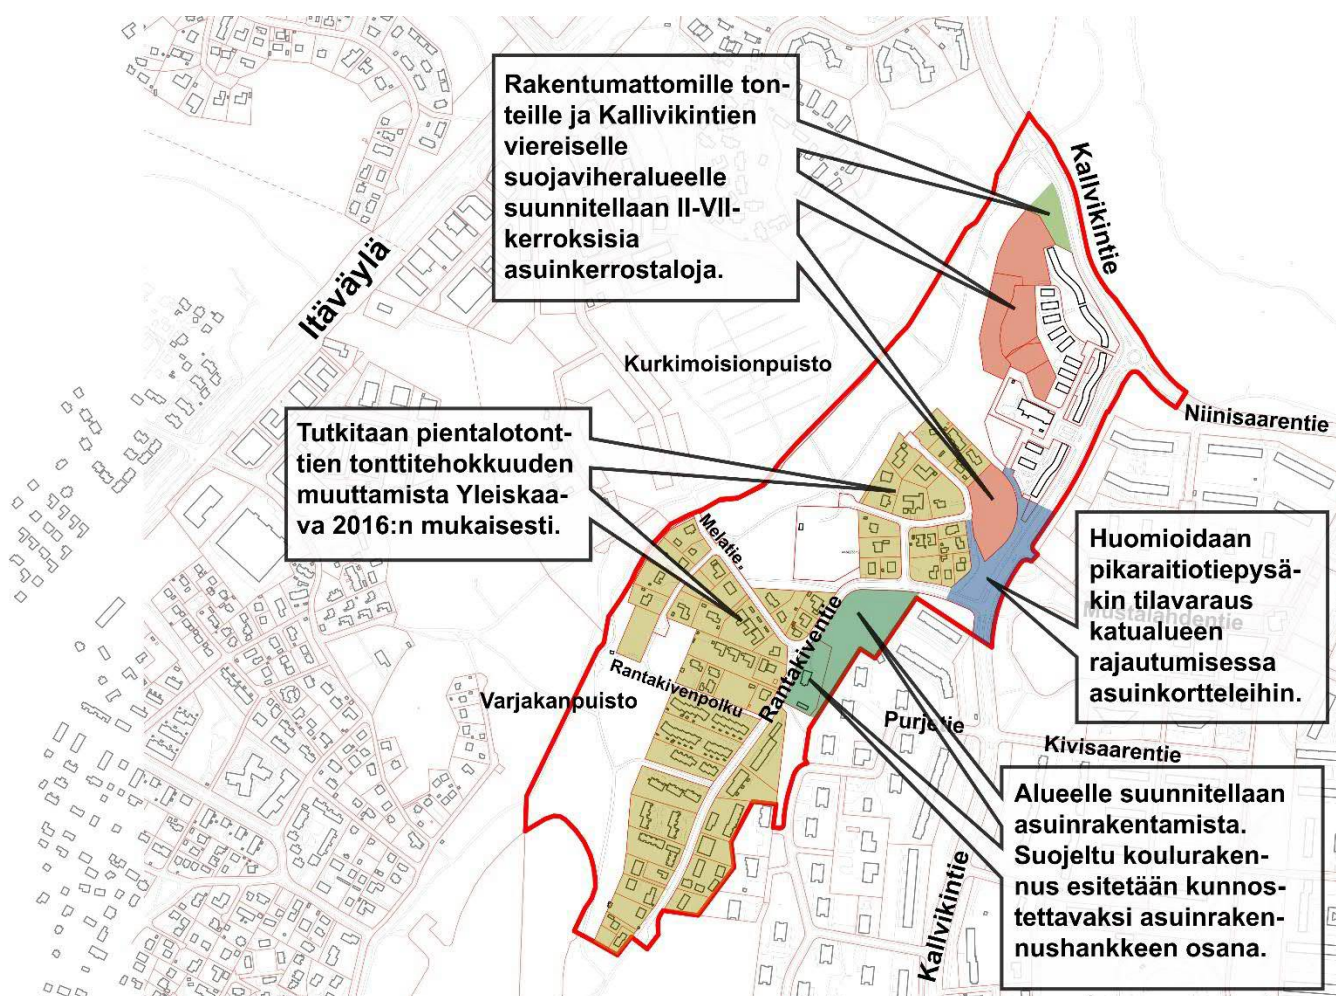 Rakentumattomille ton-
teille ja Kallivikintien
viereiselle
suojaviheralueelle
suunnitellaan II-VII-
kerroksisia
asuinkerrostaloja.
Kallivikintie
Itäväylä
Kurkimoisionpuisto
Niinisaarentie
Tutkitaan pientalotont-
tien tonttitehokkuuden
muuttamista Yleiskaa-
va 2016:n mukaisesti.
Melatie
Huomioidaan
pikaraitiotiepysä-
kin tilavaraus
katualueen
rajautumisessa
asuinkortteleihin.
Mustalahdentie
Rantakiventie
Rantakivenpolku
Varjakanpuisto
Purjetie
Kivisaarentie
Alueelle suunnitellaan
asuinrakentamista.
Suojeltu kouluraken-
nus esitetään kunnos-
tettavaksi asuinraken-
nushankkeen osana.
Kallvikintie